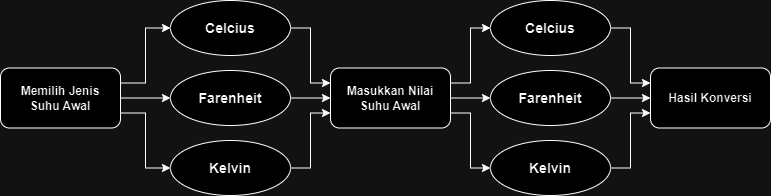 Memilih Jenis
Suhu Awal
Celcius
Farenheit
Kelvin
Masukkan Nilai
Suhu Awal
Celcius
Farenheit
Kelvin
Hasil Konversi